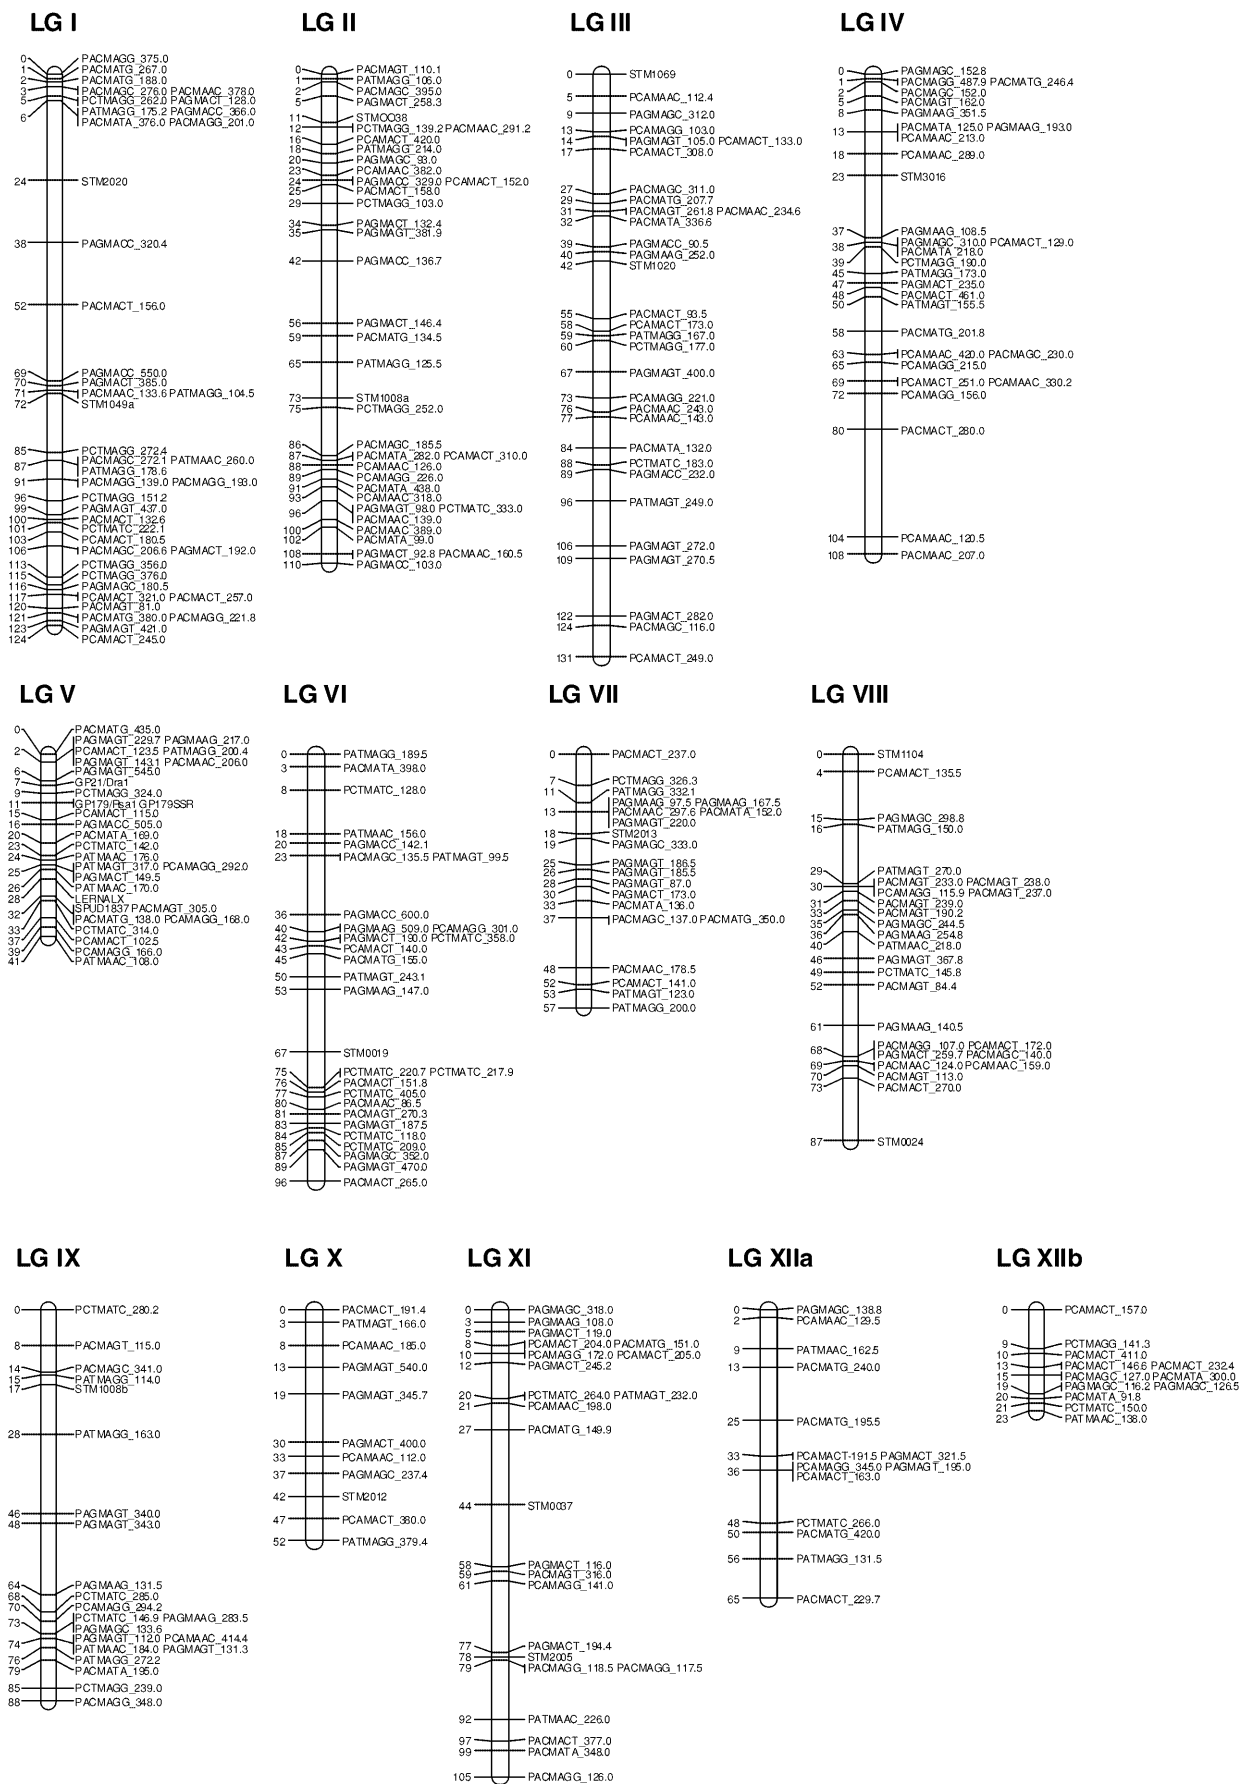 LG I
0 PACMAGG_375.0
1 PACMATG_267.0
2 PACMATG_188.0
3 PACMAGC_276.0 PACMAAC_378.0
5 PCTMAGG_262.0 PAGMACT_128.0
6 PATMAGG_175.2 PAGMACC_366.0
PACMATA_376.0 PACMAGG_201.0
24 STM2020
38 PAGMACC_320.4
52 PACMACT_156.0
69 PAGMACC_550.0
70 PAGMACT_385.0
71 PACMAAC_133.6 PATMAGG_104.5
72 STM1049a
85 PCTMAGG_272.4
87 PACMAGC_272.1 PATMAAC_260.0
PATMAGG_178.6
91 PACMAGG_139.0 PACMAGG_193.0
96 PCTMAGG_151.2
99 PAGMAGT_437.0
100 PACMACT_132.6
101 PCTMATC_222.1
103 PCAMACT_180.5
106 PACMAGC_206.6 PAGMACT_192.0
113 PCTMAGG_356.0
115 PCTMAGG_376.0
116 PAGMAGC_180.5
117 PCAMACT_321.0 PACMACT_257.0
120 PACMAGT_81.0
121 PACMATG_380.0 PACMAGG_221.8
123 PAGMAGT_421.0
124 PCAMACT_245.0
LG II
0 PACMAGT_110.1
1 PATMAGG_106.0
2 PACMAGC_395.0
5 PAGMACT_258.3
11 STMOO38
12 PCTMAGG_139.2 PACMAAC_291.2
16 PCAMACT_420.0
18 PATMAGG_214.0
20 PAGMAGC_93.0
23 PCAMAAC_382.0
24 PAGMACC_329.0 PCAMACT_152.0
25 PACMACT_158.0
29 PCTMAGG_103.0
34 PAGMACT_132.4
35 PAGMAGT_381.9
42 PAGMACC_136.7
56 PAGMACT_146.4
59 PACMATG_134.5
65 PATMAGG_125.5
73 STM1008a
75 PCTMAGG_252.0
86 PACMAGC_185.5
87 PACMATA_282.0 PCAMACT_310.0
88 PCAMAAC_126.0
89 PCAMAGG_226.0
91 PACMATA_438.0
93 PCAMAAC_318.0
96 PAGMAGT_98.0 PCTMATC_333.0
PACMAAC_139.0
100 PACMAAC_389.0
102 PACMATA_99.0
108 PAGMACT_92.8 PACMAAC_160.5
110 PAGMACC_103.0
LG III
0 STM1069
5 PCAMAAC_112.4
9 PAGMAGC_312.0
13 PCAMAGG_103.0
14 PAGMAGT_105.0 PCAMACT_133.0
17 PCAMACT_308.0
27 PACMAGC_311.0
29 PACMATG_207.7
31 PACMAGT_261.8 PACMAAC_234.6
32 PACMATA_336.6
39 PAGMACC_90.5
40 PAGMAAG_252.0
42 STM1020
55 PACMACT_93.5
58 PCAMACT_173.0
59 PATMAGG_167.0
60 PCTMAGG_177.0
67 PAGMAGT_400.0
73 PCAMAGG_221.0
76 PACMAAC_243.0
77 PCAMAAC_143.0
84 PACMATA_132.0
88 PCTMATC_183.0
89 PAGMACC_232.0
96 PATMAGT_249.0
106 PAGMAGT_272.0
109 PAGMAGT_270.5
122 PAGMACT_282.0
124 PACMAGC_116.0
131 PCAMACT_249.0
LG IV
0 PAGMAGC_152.8
1 PCAMAGG_487.9 PACMATG_246.4
2 PACMAGC_152.0
5 PACMAGT_162.0
8 PAGMAAG_351.5
13 PACMATA_125.0 PAGMAAG_193.0
PCAMAAC_213.0
18 PCAMAAC_289.0
23 STM3016
37 PAGMAAG_108.5
38 PAGMAGC_310.0 PCAMACT_129.0
PACMATA_218.0
39 PCTMAGG_190.0
45 PATMAGG_173.0
47 PAGMACT_235.0
48 PACMACT_461.0
50 PATMAGT_155.5
58 PACMATG_201.8
63 PCAMAAC_420.0 PACMAGC_230.0
65 PCAMAGG_215.0
69 PCAMACT_251.0 PCAMAAC_330.2
72 PCAMAGG_156.0
80 PACMACT_280.0
104 PCAMAAC_120.5
108 PACMAAC_207.0
LG V
0 PACMATG_435.0
PAGMAGT_229.7 PAGMAAG_217.0
2 PCAMACT_123.5 PATMAGG_200.4
PAGMAGT_143.1 PACMAAC_206.0
6 PAGMAGT_545.0
7 GP21/Dra1
9 PCTMAGG_324.0
11 GP179/Rsa1 GP179SSR
15 PCAMACT_115.0
16 PAGMACC_505.0
20 PACMATA_169.0
23 PCTMATC_142.0
24 PATMAAC_176.0
25 PATMAGT_317.0 PCAMAGG_292.0
PAGMACT_149.5
26 PATMAAC_170.0
28 LERNALX
32 SPUD1837 PACMAGT_305.0
PACMATG_138.0 PCAMAGG_168.0
33 PCTMATC_314.0
37 PCAMACT_102.5
39 PCAMAGG_166.0
41 PATMAAC_108.0
LG VI
0 PATMAGG_189.5
3 PACMATA_398.0
8 PCTMATC_128.0
18 PATMAAC_156.0
20 PAGMACC_142.1
23 PACMAGC_135.5 PATMAGT_99.5
36 PAGMACC_600.0
40 PAGMAAG_509.0 PCAMAGG_301.0
42 PAGMACT_190.0 PCTMATC_358.0
43 PCAMACT_140.0
45 PACMATG_155.0
50 PATMAGT_243.1
53 PAGMAAG_147.0
67 STM0019
75 PCTMATC_220.7 PCTMATC_217.9
76 PACMACT_151.8
77 PCTMATC_405.0
80 PACMAAC_86.5
81 PACMAGT_270.3
83 PAGMAGT_187.5
84 PCTMATC_118.0
85 PCTMATC_209.0
87 PAGMAGC_352.0
89 PAGMAGT_470.0
96 PACMACT_265.0
LG VII
0 PACMACT_237.0
7 PCTMAGG_326.3
11 PATMAGG_332.1
PAGMAAG_97.5 PAGMAAG_167.5
13 PACMAAC_297.6 PACMATA_152.0
PAGMAGT_220.0
18 STM2013
19 PAGMAGC_333.0
25 PAGMAGT_186.5
26 PAGMAGT_185.5
28 PAGMAGT_87.0
30 PAGMACT_173.0
33 PACMATA_136.0
37 PACMAGC_137.0 PACMATG_350.0
48 PACMAAC_178.5
52 PCAMACT_141.0
53 PATMAGT_123.0
57 PATMAGG_200.0
LG VIII
0 STM1104
4 PCAMACT_135.5
15 PAGMAGC_298.8
16 PATMAGG_150.0
29 PATMAGT_270.0
30 PACMAGT_233.0 PACMAGT_238.0
PCAMAGG_115.9 PACMAGT_237.0
31 PACMAGT_239.0
33 PACMAGT_190.2
35 PACMAGC_244.5
36 PAGMAAG_254.8
40 PATMAAC_218.0
46 PAGMAGT_367.8
49 PCTMATC_145.8
52 PACMAGT_84.4
61 PAGMAAG_140.5
68 PACMAGG_107.0 PCAMACT_172.0
PAGMACT_259.7 PACMAGC_140.0
69 PACMAAC_124.0 PCAMAAC_159.0
70 PACMAGT_113.0
73 PACMACT_270.0
87 STM0024
LG IX
0 PCTMATC_280.2
8 PACMAGT_115.0
14 PACMAGC_341.0
15 PATMAGG_114.0
17 STM1008b
28 PATMAGG_163.0
46 PAGMAGT_340.0
48 PAGMAGT_343.0
64 PAGMAAG_131.5
68 PCTMATC_285.0
70 PCAMAGG_294.2
73 PCTMATC_146.9 PAGMAAG_283.5
PAGMAGC_133.6
74 PAGMAGT_112.0 PCAMAAC_414.4
PATMAAC_184.0 PAGMAGT_131.3
76 PATMAGG_272.2
79 PACMATA_195.0
85 PCTMAGG_239.0
88 PACMAGG_348.0
LG X
0 PACMACT_191.4
3 PATMAGT_166.0
8 PCAMAAC_185.0
13 PAGMAGT_540.0
19 PAGMAGT_345.7
30 PAGMACT_400.0
33 PCAMAAC_112.0
37 PAGMAGC_237.4
42 STM2012
47 PCAMACT_380.0
52 PATMAGG_379.4
LG XI
0 PAGMAGC_318.0
3 PAGMAAG_108.0
5 PAGMACT_119.0
8 PCAMACT_204.0 PACMATG_151.0
10 PCAMAGG_172.0 PCAMACT_205.0
12 PAGMACT_245.2
20 PCTMATC_264.0 PATMAGT_232.0
21 PCAMAAC_198.0
27 PACMATG_149.9
44 STM0037
58 PAGMACT_116.0
59 PATMAGT_316.0
61 PCAMAGG_141.0
77 PAGMACT_194.4
78 STM2005
79 PACMAGG_118.5 PACMAGG_117.5
92 PATMAAC_226.0
97 PACMACT_377.0
99 PACMATA_348.0
105 PACMAGG_126.0
LG XIIa
0 PAGMAGC_138.8
2 PCAMAAC_129.5
9 PATMAAC_162.5
13 PACMATG_240.0
25 PACMATG_195.5
33 PCAMACT-191.5 PAGMACT_321.5
36 PCAMAGG_345.0 PAGMAGT_195.0
PCAMACT_163.0
48 PCTMATC_266.0
50 PACMATG_420.0
56 PATMAGG_131.5
65 PACMACT_229.7
LG XIIb
0 PCAMACT_157.0
9 PCTMAGG_141.3
10 PACMACT_411.0
13 PACMACT_146.6 PACMACT_232.4
15 PACMAGC_127.0 PACMATA_300.0
19 PAGMAGC_116.2 PAGMAGC_126.5
20 PACMATA_91.8
21 PCTMATC_150.0
23 PATMAAC_138.0